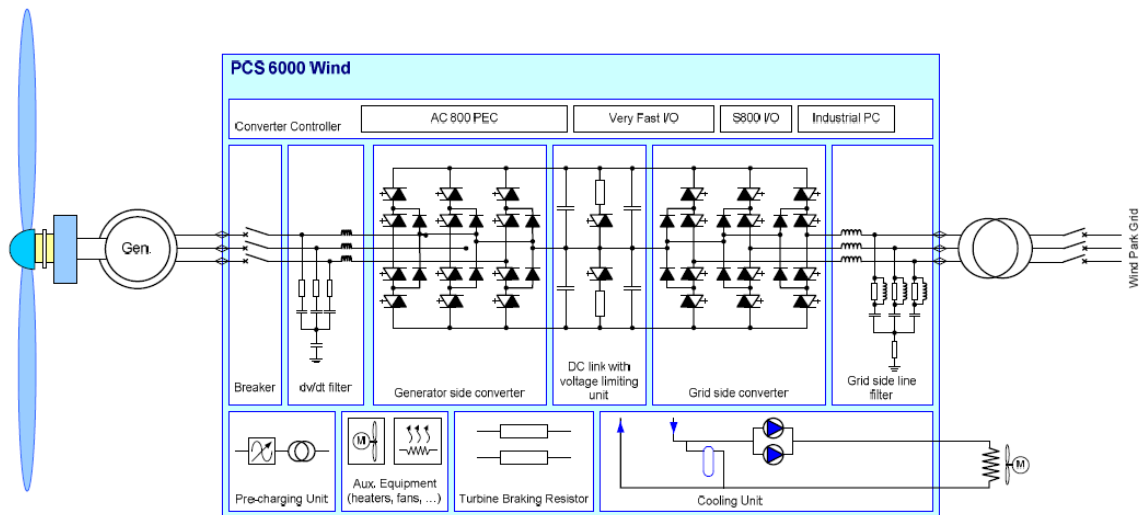 PCS 6000 Wind
Converter Controller
AC 800 PEC
Very Fast I/O
S800 I/O
Industrial PC
Gen.
Wind Park Grid
Breaker
dv/dt filter
Generator side converter
DC link with
voltage limiting
unit
Grid side converter
Grid side line
filter
Pre-charging Unit
M
Aux. Equipment
(heaters, fans, ...)
Turbine Braking Resistor
Cooling Unit
M